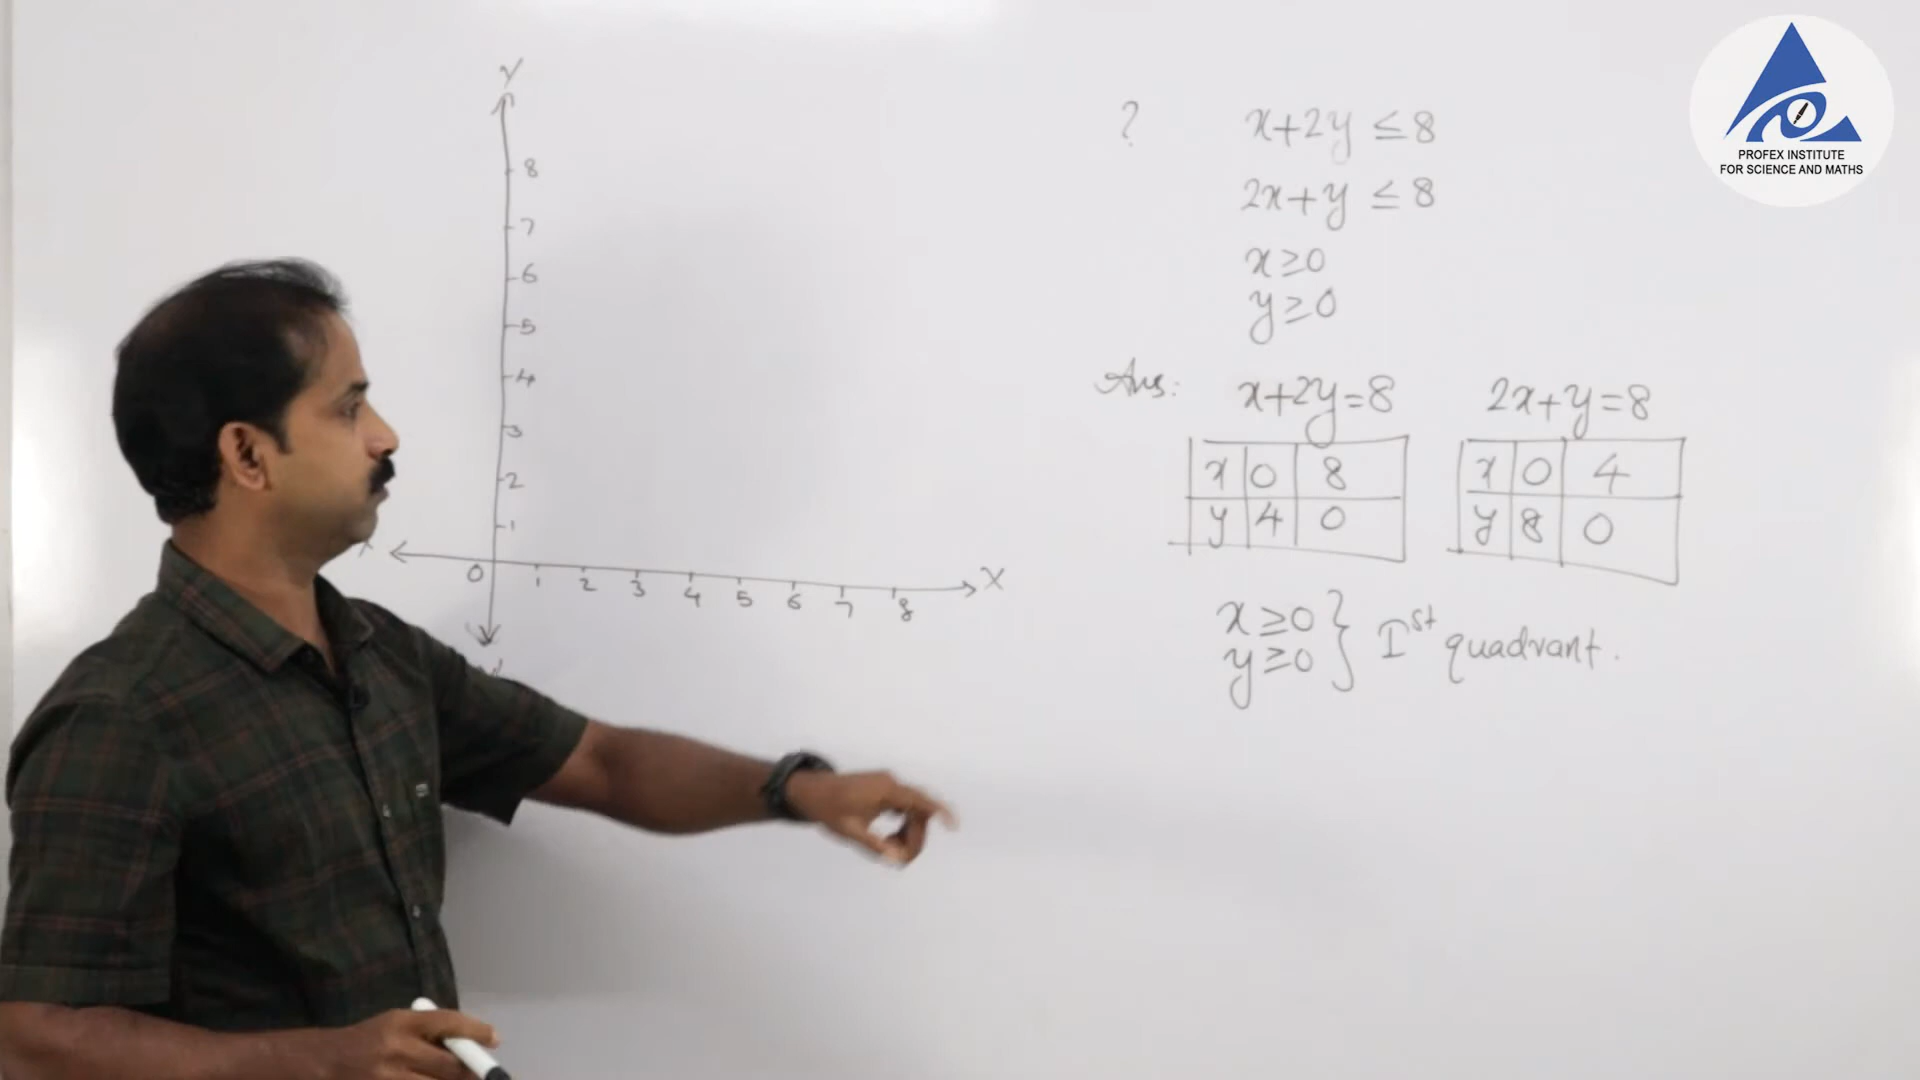 Y
8
7
6
5
4
3
2
1
0 1 2 3 4 5 6 7 8 X
? x+2y ≤ 8
2x+y ≤ 8
x ≥ 0
y ≥ 0
Ans: x+2y=8 2x+y=8
x 0 8 x 0 4
y 4 0 y 8 0
x ≥ 0
y ≥ 0 } Ist quadrant.
PROFEX INSTITUTE
FOR SCIENCE AND MATHS